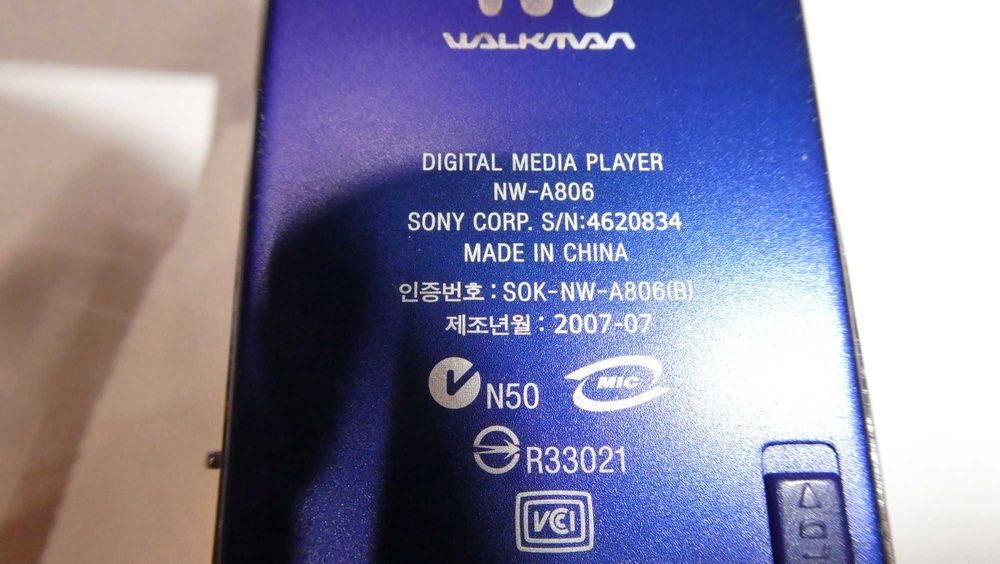 WALKMAN
DIGITAL MEDIA PLAYER
NW-A806
SONY CORP. S/N:4620834
MADE IN CHINA
인증번호 : SOK-NW-A806(B)
제조년월 : 2007-07
N50
MIC
R33021
VCI